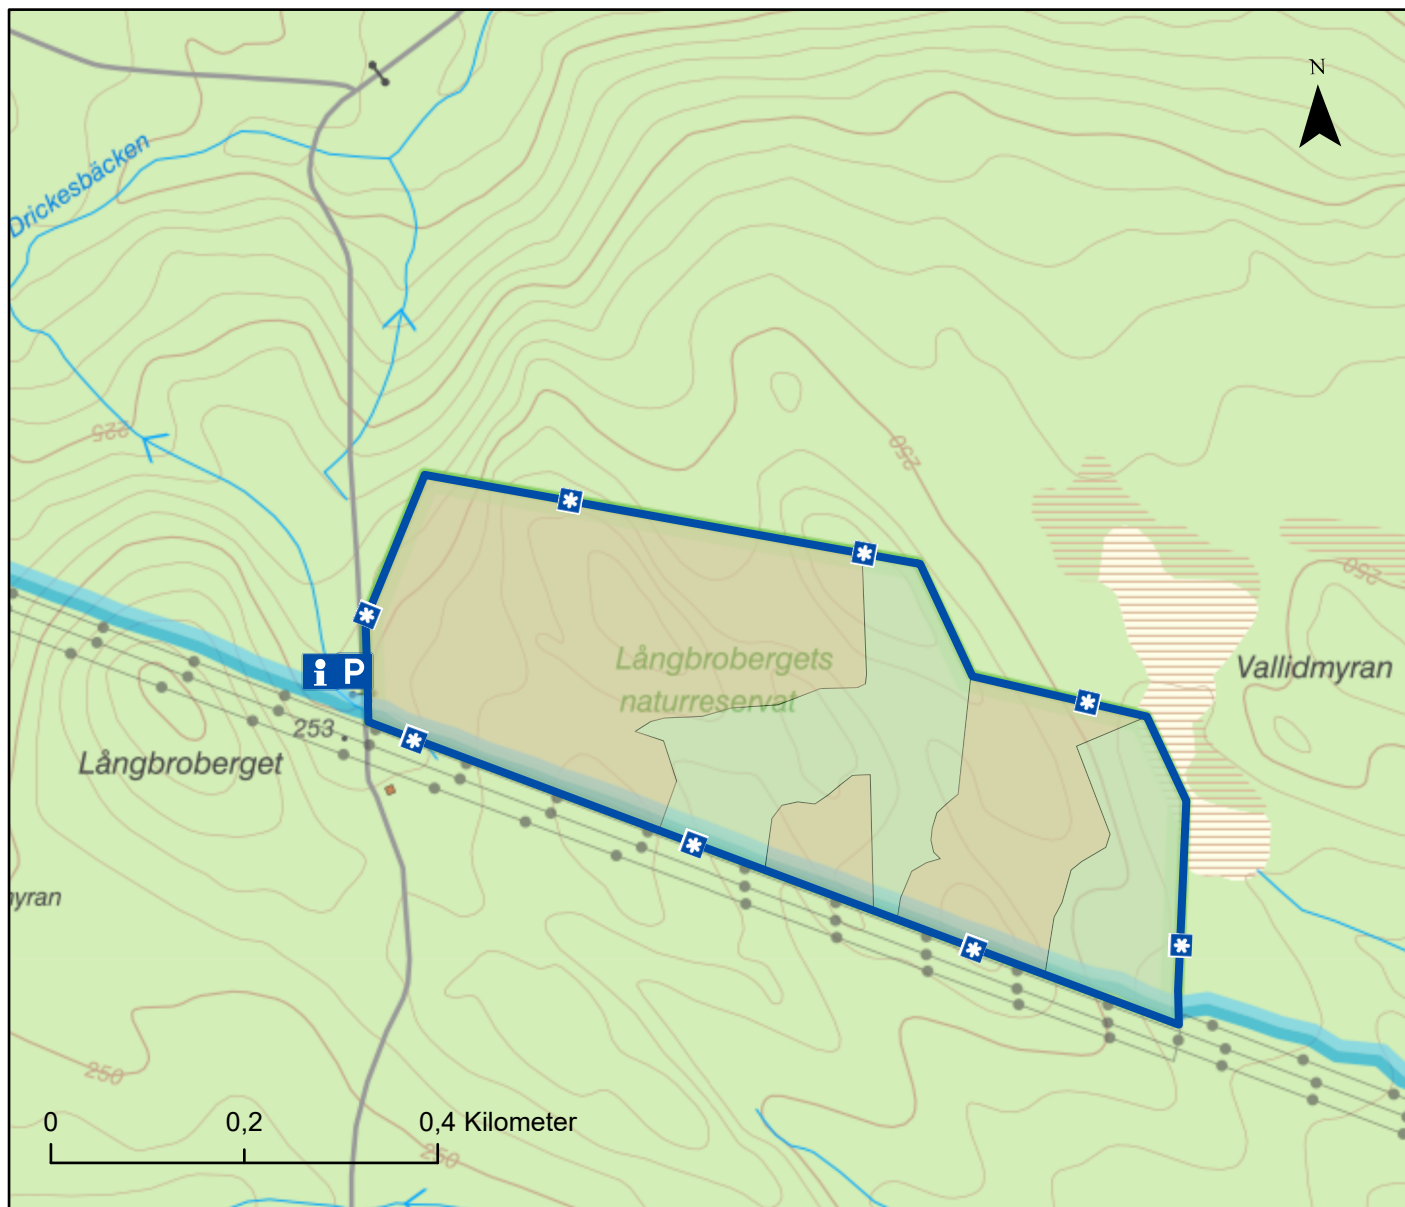 N
Drickesbäcken
225
250
250
Långbrobergets
naturreservat
Vallidmyran
i P
253
Långbroberget
yran
250
0 0,2 0,4 Kilometer
250